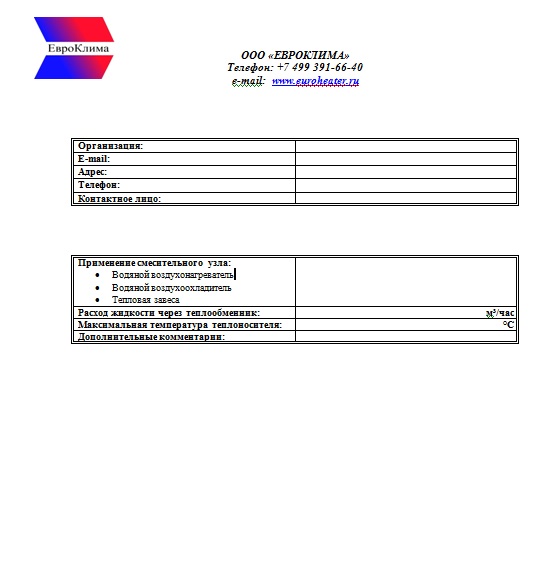 ЕвроКлима
ООО «ЕВРОКЛИМА»
Телефон: +7 499 391-66-40
e-mail: www.euroheater.ru
Организация:
E-mail:
Адрес:
Телефон:
Контактное лицо:
Применение смесительного узла:
• Водяной воздухонагреватель
• Водяной воздухоохладитель
• Тепловая завеса
Расход жидкости через теплообменник: м³/час
Максимальная температура теплоносителя: °С
Дополнительные комментарии: